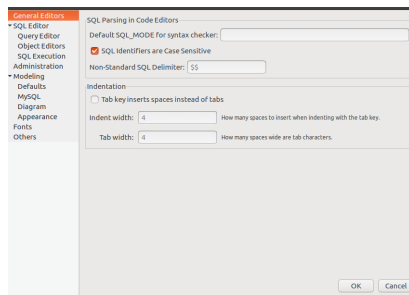 General Editors
SQL Editor
Query Editor
Object Editors
SQL Execution
Administration
Modeling
Defaults
MySQL
Diagram
Appearance
Fonts
Others
SQL Parsing in Code Editors
Default SQL_MODE for syntax checker:
SQL Identifiers are Case Sensitive
Non-Standard SQL Delimiter: $$
Indentation
Tab key inserts spaces instead of tabs
Indent width: 4 How many spaces to insert when indenting with the tab key.
Tab width: 4 How many spaces wide are tab characters.
OK Cancel